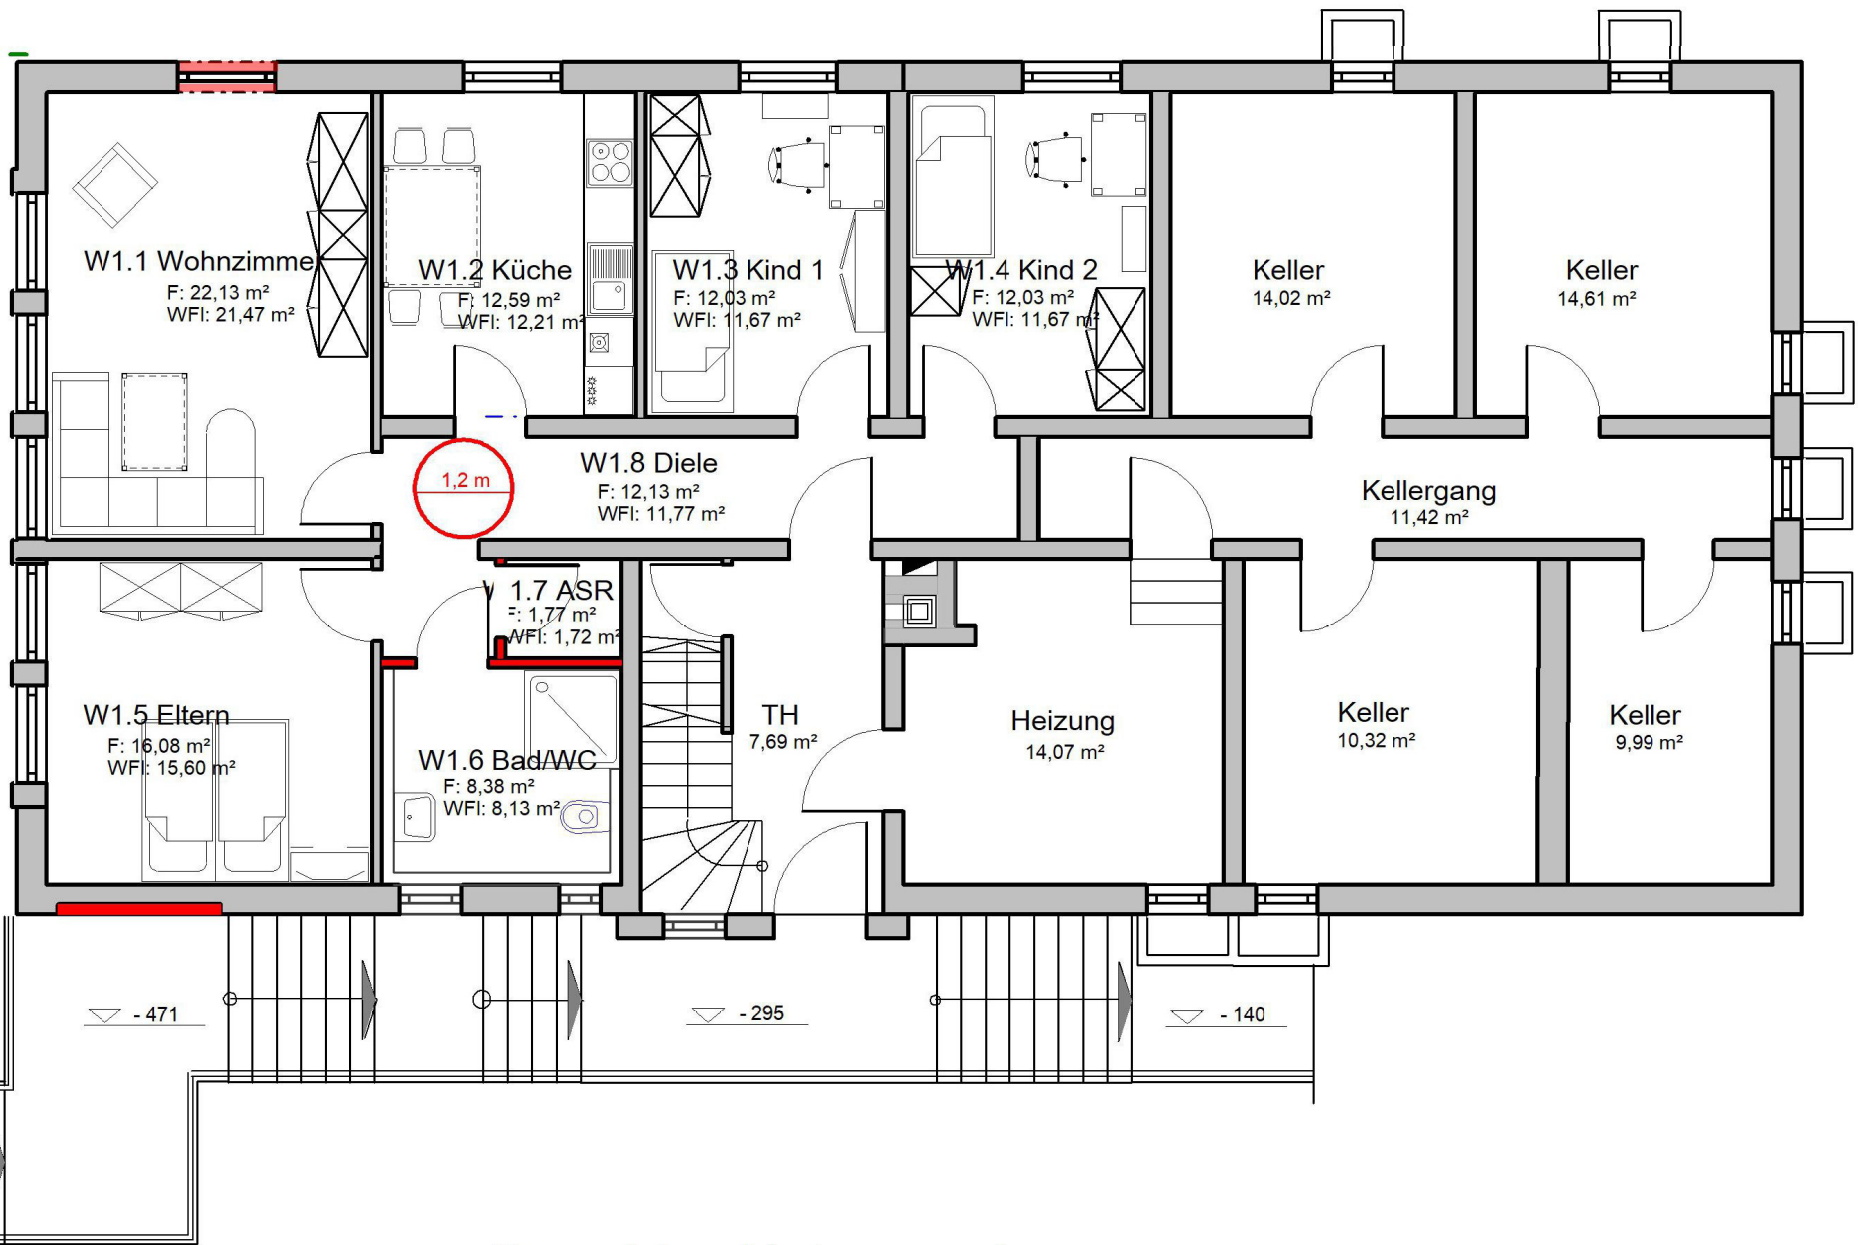 W1.1 Wohnzimme
F: 22,13 m²
WFl: 21,47 m²
W1.2 Küche
F: 12,59 m²
WFl: 12,21 m²
W1.3 Kind 1
F: 12,03 m²
WFl: 11,67 m²
W1.4 Kind 2
F: 12,03 m²
WFl: 11,67 m²
Keller
14,02 m²
Keller
14,61 m²
1,2 m
W1.8 Diele
F: 12,13 m²
WFl: 11,77 m²
Kellergang
11,42 m²
1.7 ASR
F: 1,77 m²
WFl: 1,72 m²
W1.5 Eltern
F: 16,08 m²
WFl: 15,60 m²
W1.6 Bad/WC
F: 8,38 m²
WFl: 8,13 m²
TH
7,69 m²
Heizung
14,07 m²
Keller
10,32 m²
Keller
9,99 m²
- 471
- 295
- 140